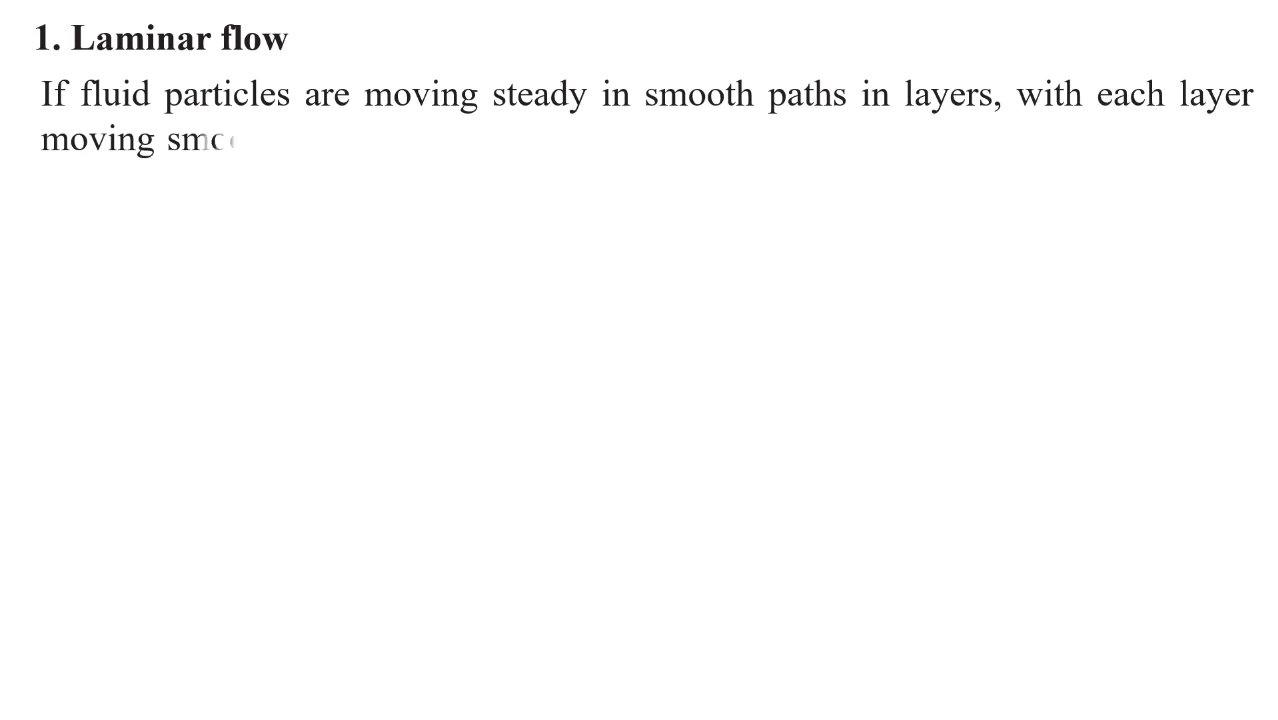 1. Laminar flow
If fluid particles are moving steady in smooth paths in layers, with each layer
moving